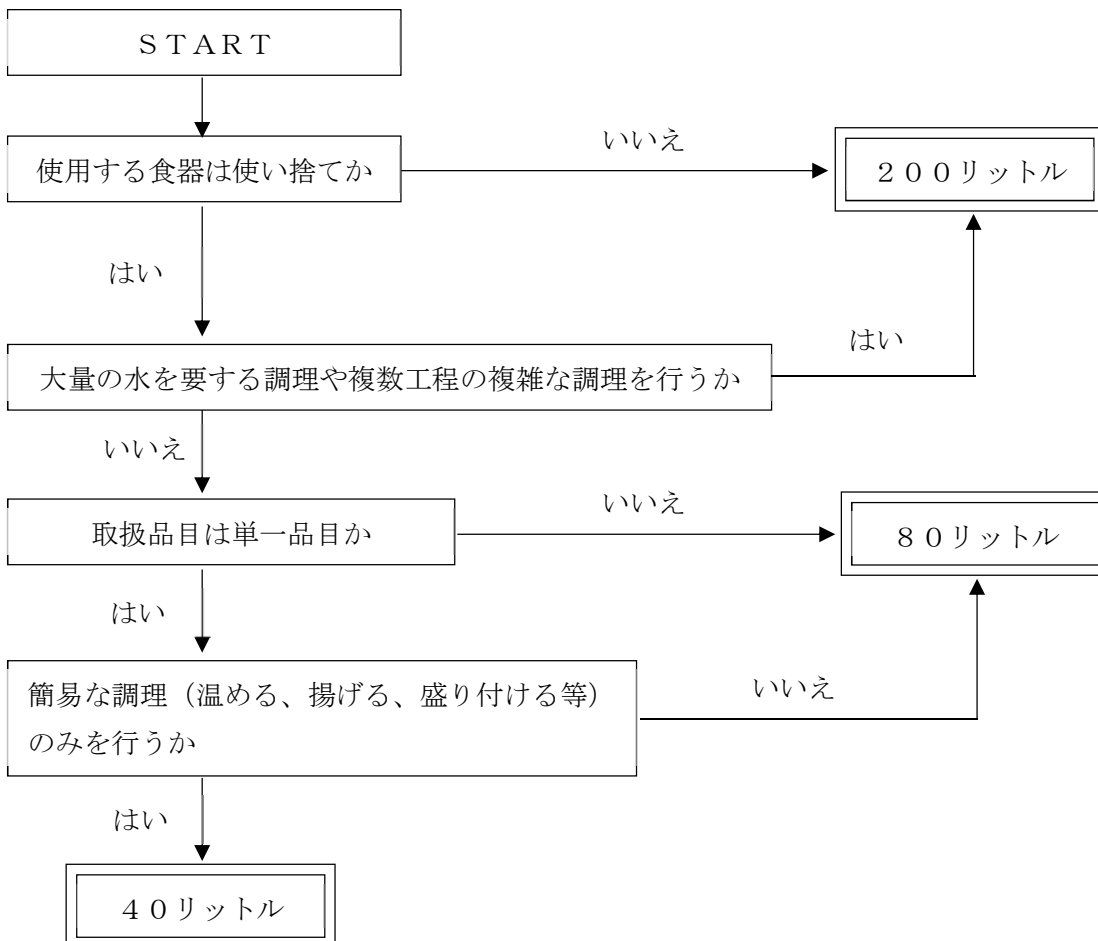 ＳＴＡＲＴ
いいえ
使用する食器は使い捨てか
２００リットル
はい
はい
大量の水を要する調理や複数工程の複雑な調理を行うか
いいえ
いいえ
取扱品目は単一品目か
８０リットル
はい
簡易な調理（温める、揚げる、盛り付ける等）
のみを行うか
いいえ
はい
４０リットル